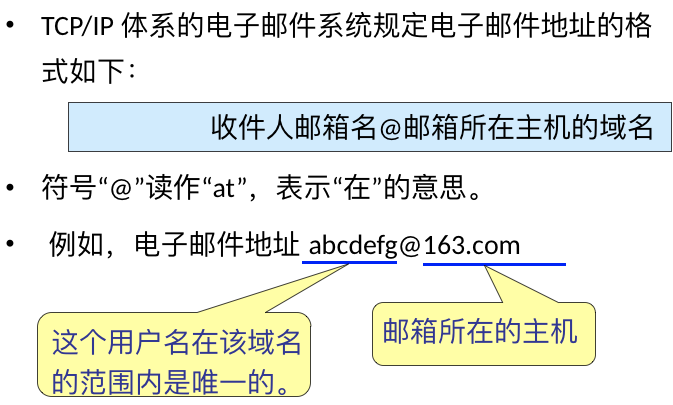 • TCP/IP 体系的电子邮件系统规定电子邮件地址的格
式如下：
收件人邮箱名@邮箱所在主机的域名
• 符号“@”读作“at”，表示“在”的意思。
• 例如，电子邮件地址 abcdefg@163.com
这个用户名在该域名
的范围内是唯一的。
邮箱所在的主机